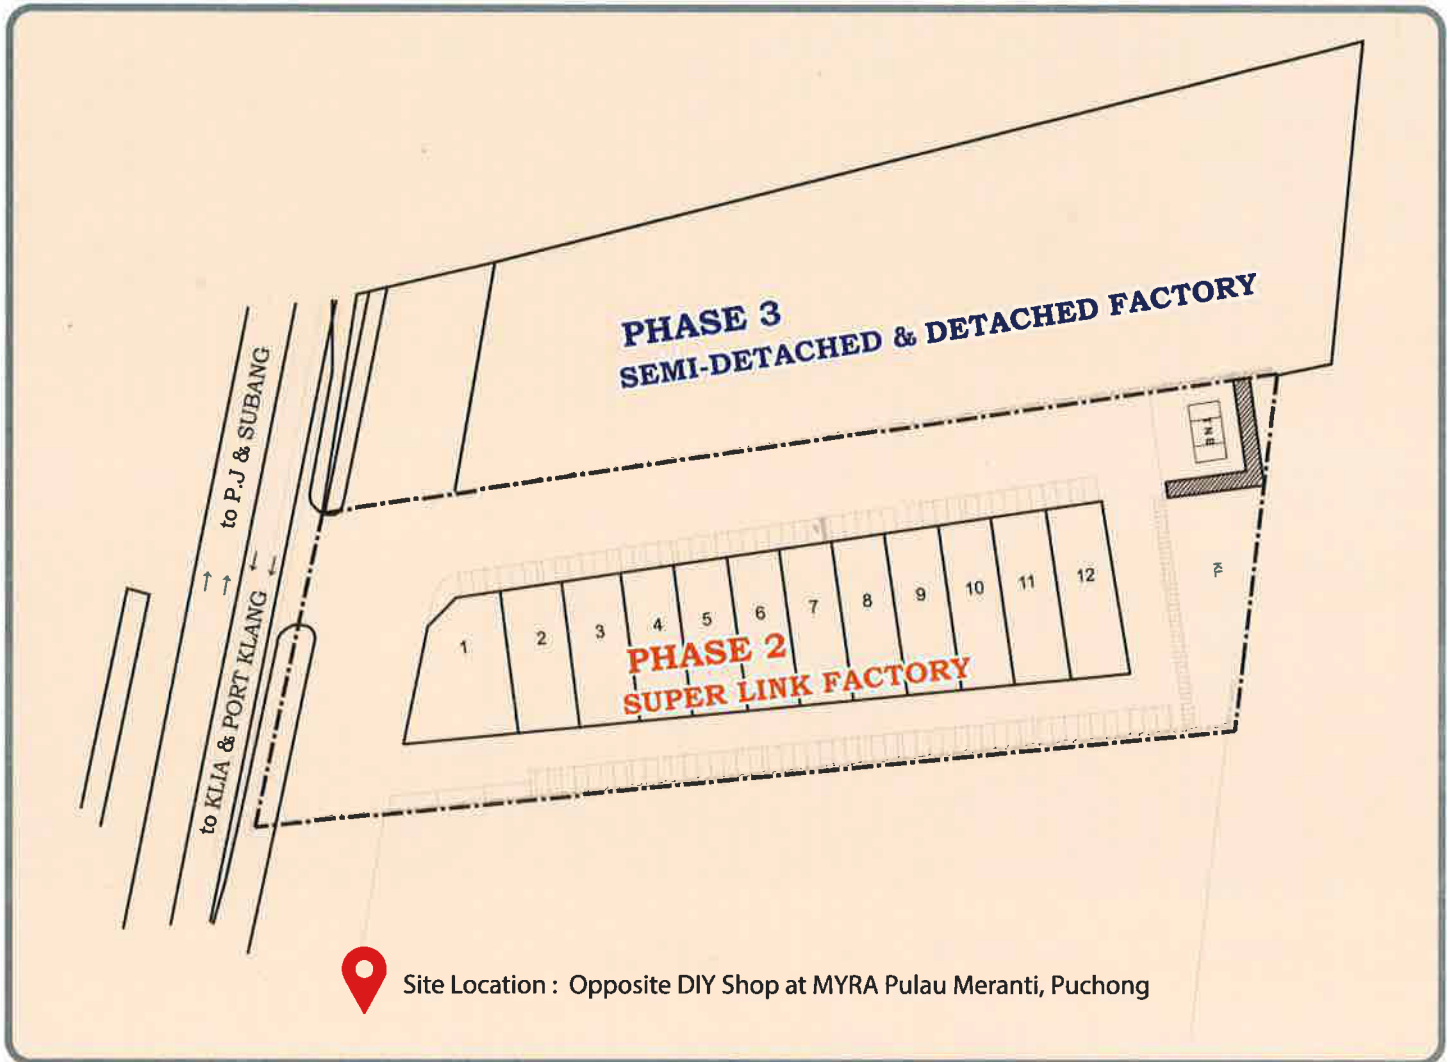 PHASE 3
SEMI-DETACHED & DETACHED FACTORY
to P.J & SUBANG
to KLIA & PORT KLANG
TNB
KL
1
2
3
4
5
6
7
8
9
10
11
12
PHASE 2
SUPER LINK FACTORY
Site Location : Opposite DIY Shop at MYRA Pulau Meranti, Puchong